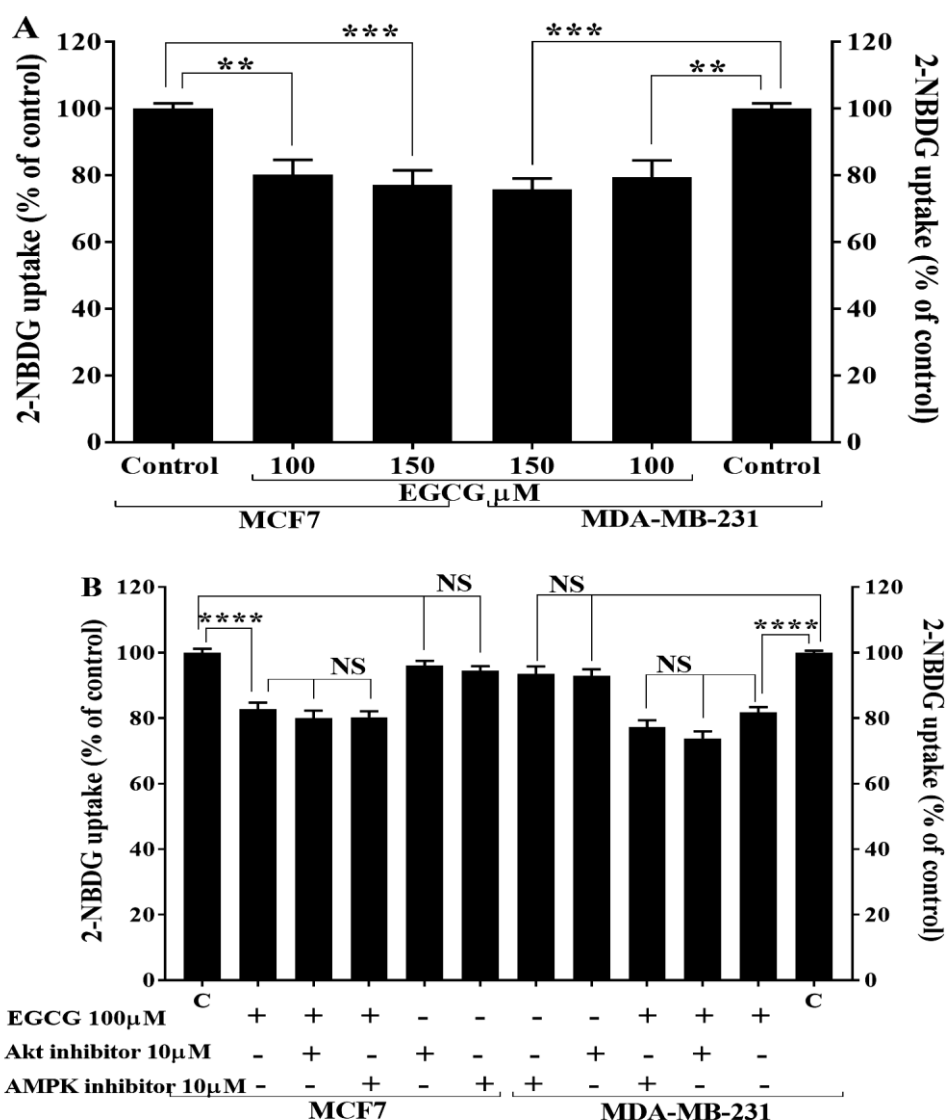 A
2-NBDG uptake (% of control)
120
100
80
60
40
20
0
***
**
***
**
120
100
80
60
40
20
0
2-NBDG uptake (% of control)
Control 100 150 150 100 Control
EGCG μM
MCF7 MDA-MB-231
B
2-NBDG uptake (% of control)
120
100
80
60
40
20
0
NS NS
**** ****
NS NS
120
100
80
60
40
20
0
2-NBDG uptake (% of control)
C C
EGCG 100μM + + + - - - - + + + 
Akt inhibitor 10μM - + - + - - + - + -
AMPK inhibitor 10μM - - + - + + - + - -
MCF7 MDA-MB-231